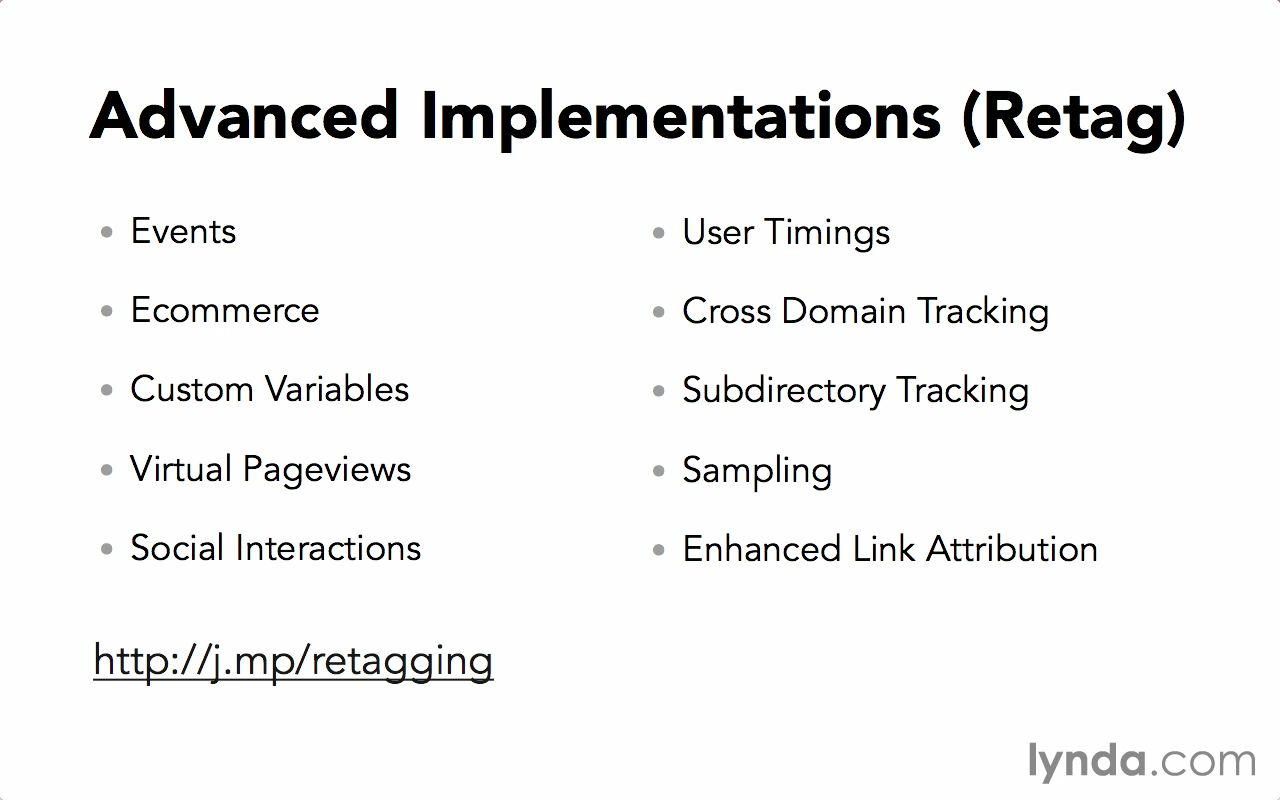 Advanced Implementations (Retag)
Events
Ecommerce
Custom Variables
Virtual Pageviews
Social Interactions
User Timings
Cross Domain Tracking
Subdirectory Tracking
Sampling
Enhanced Link Attribution
http://j.mp/retagging
lynda.com